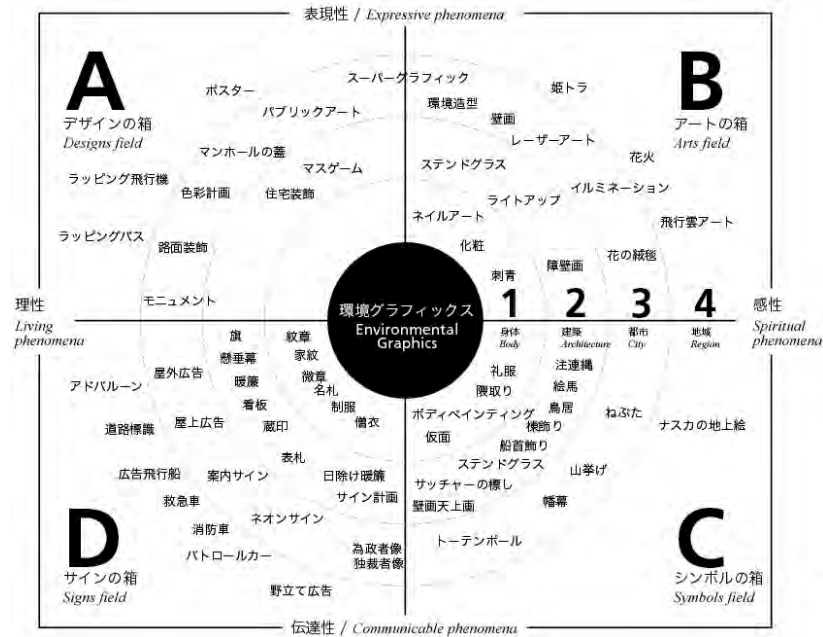 表現性 / Expressive phenomena
A
デザインの箱
Designs field
ポスター
パブリックアート
マンホールの蓋
マスゲーム
ラッピング飛行機
色彩計画
住宅装飾
ラッピングバス
路面装飾
モニュメント
スーパーグラフィック
B
アートの箱
Arts field
姫トラ
環境造型
壁画
レーザーアート
花火
ステンドグラス
イルミネーション
ライトアップ
ネイルアート
飛行雲アート
化粧
花の絨毯
障壁画
刺青
理性
Living
phenomena
環境グラフィックス
Environmental
Graphics
1
身体
Body
2
建築
Architecture
3
都市
City
4
地域
Region
感性
Spiritual
phenomena
旗
紋章
懸垂幕
家紋
屋外広告
暖簾
徽章
名札
アドバルーン
看板
制服
道路標識
屋上広告
蔵印
僧衣
表札
広告飛行船
案内サイン
日除け暖簾
救急車
サイン計画
ネオンサイン
消防車
パトロールカー
為政者像
独裁者像
野立て広告
D
サインの箱
Signs field
礼服
注連縄
隈取り
絵馬
ボディペインティング
鳥居
ねぶた
棟飾り
ナスカの地上絵
仮面
船首飾り
ステンドグラス
山挙げ
サッチャーの標し
壁画天上画
幡幕
トーテンポール
C
シンボルの箱
Symbols field
伝達性 / Communicable phenomena